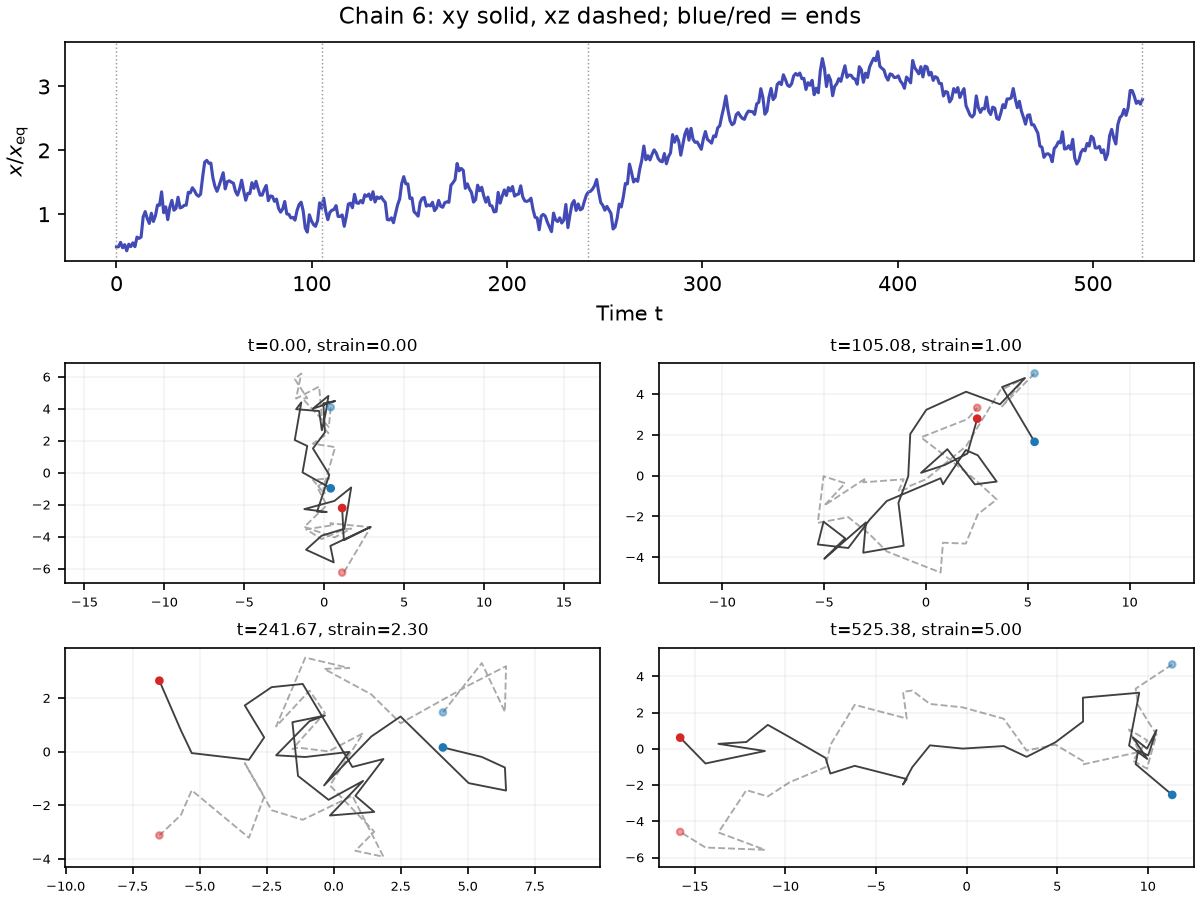 Chain 6: xy solid, xz dashed; blue/red = ends
3
2
1
x/x_eq
0 100 200 300 400 500
Time t
t=0.00, strain=0.00
6
4
2
0
−2
−4
−6
−15 −10 −5 0 5 10 15
t=105.08, strain=1.00
4
2
0
−2
−4
−10 −5 0 5 10
t=241.67, strain=2.30
2
0
−2
−4
−10.0 −7.5 −5.0 −2.5 0.0 2.5 5.0 7.5
t=525.38, strain=5.00
4
2
0
−2
−4
−6
−15 −10 −5 0 5 10